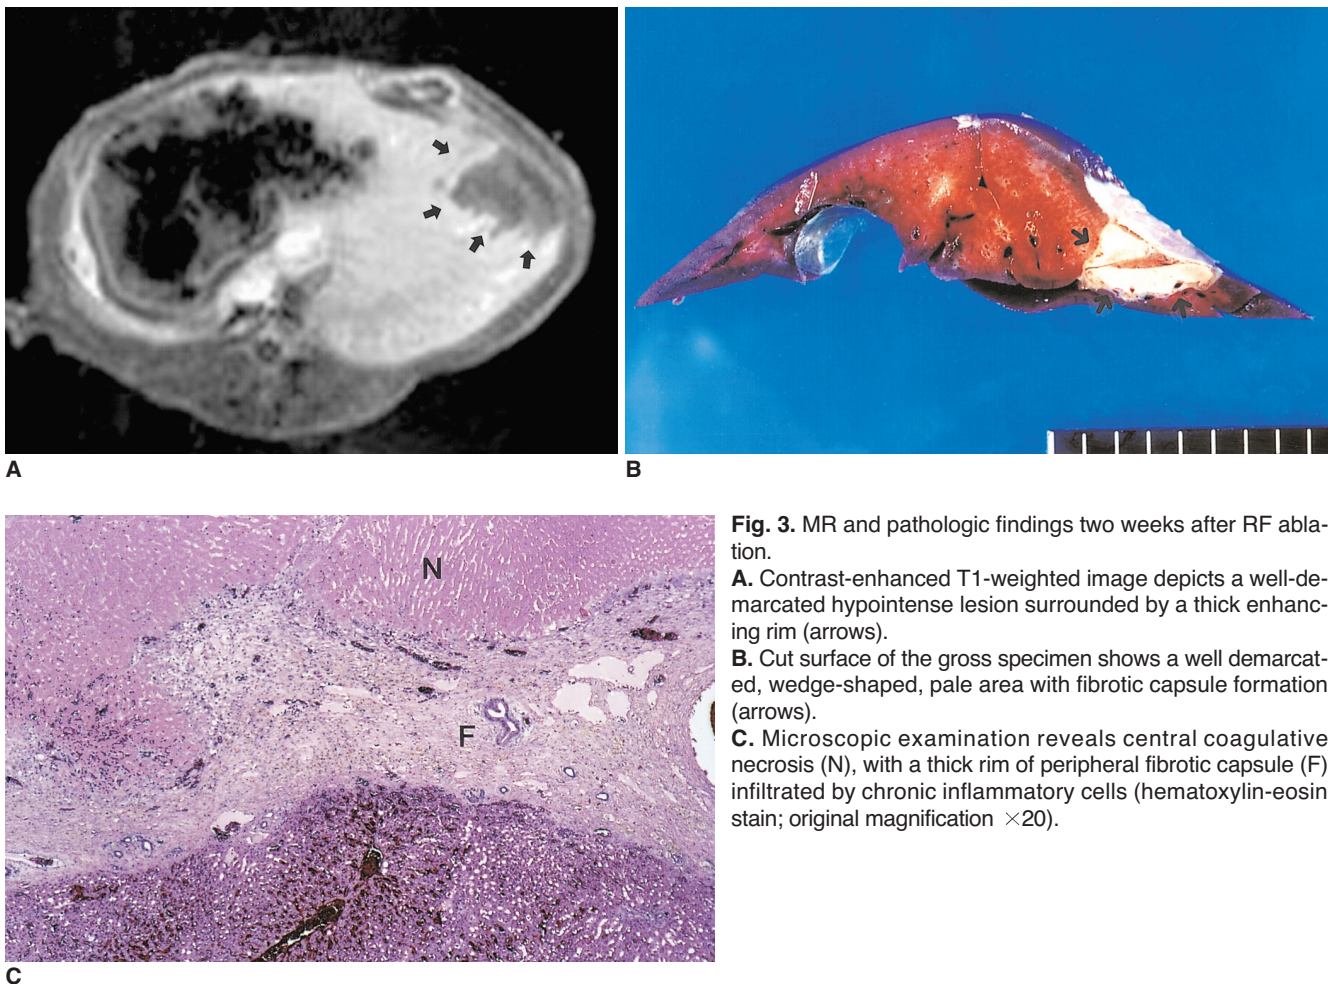 A
B
N
F
C
Fig. 3. MR and pathologic findings two weeks after RF abla-
tion.
A. Contrast-enhanced T1-weighted image depicts a well-de-
marcated hypointense lesion surrounded by a thick enhanc-
ing rim (arrows).
B. Cut surface of the gross specimen shows a well demarcat-
ed, wedge-shaped, pale area with fibrotic capsule formation
(arrows).
C. Microscopic examination reveals central coagulative
necrosis (N), with a thick rim of peripheral fibrotic capsule (F)
infiltrated by chronic inflammatory cells (hematoxylin-eosin
stain; original magnification ×20).